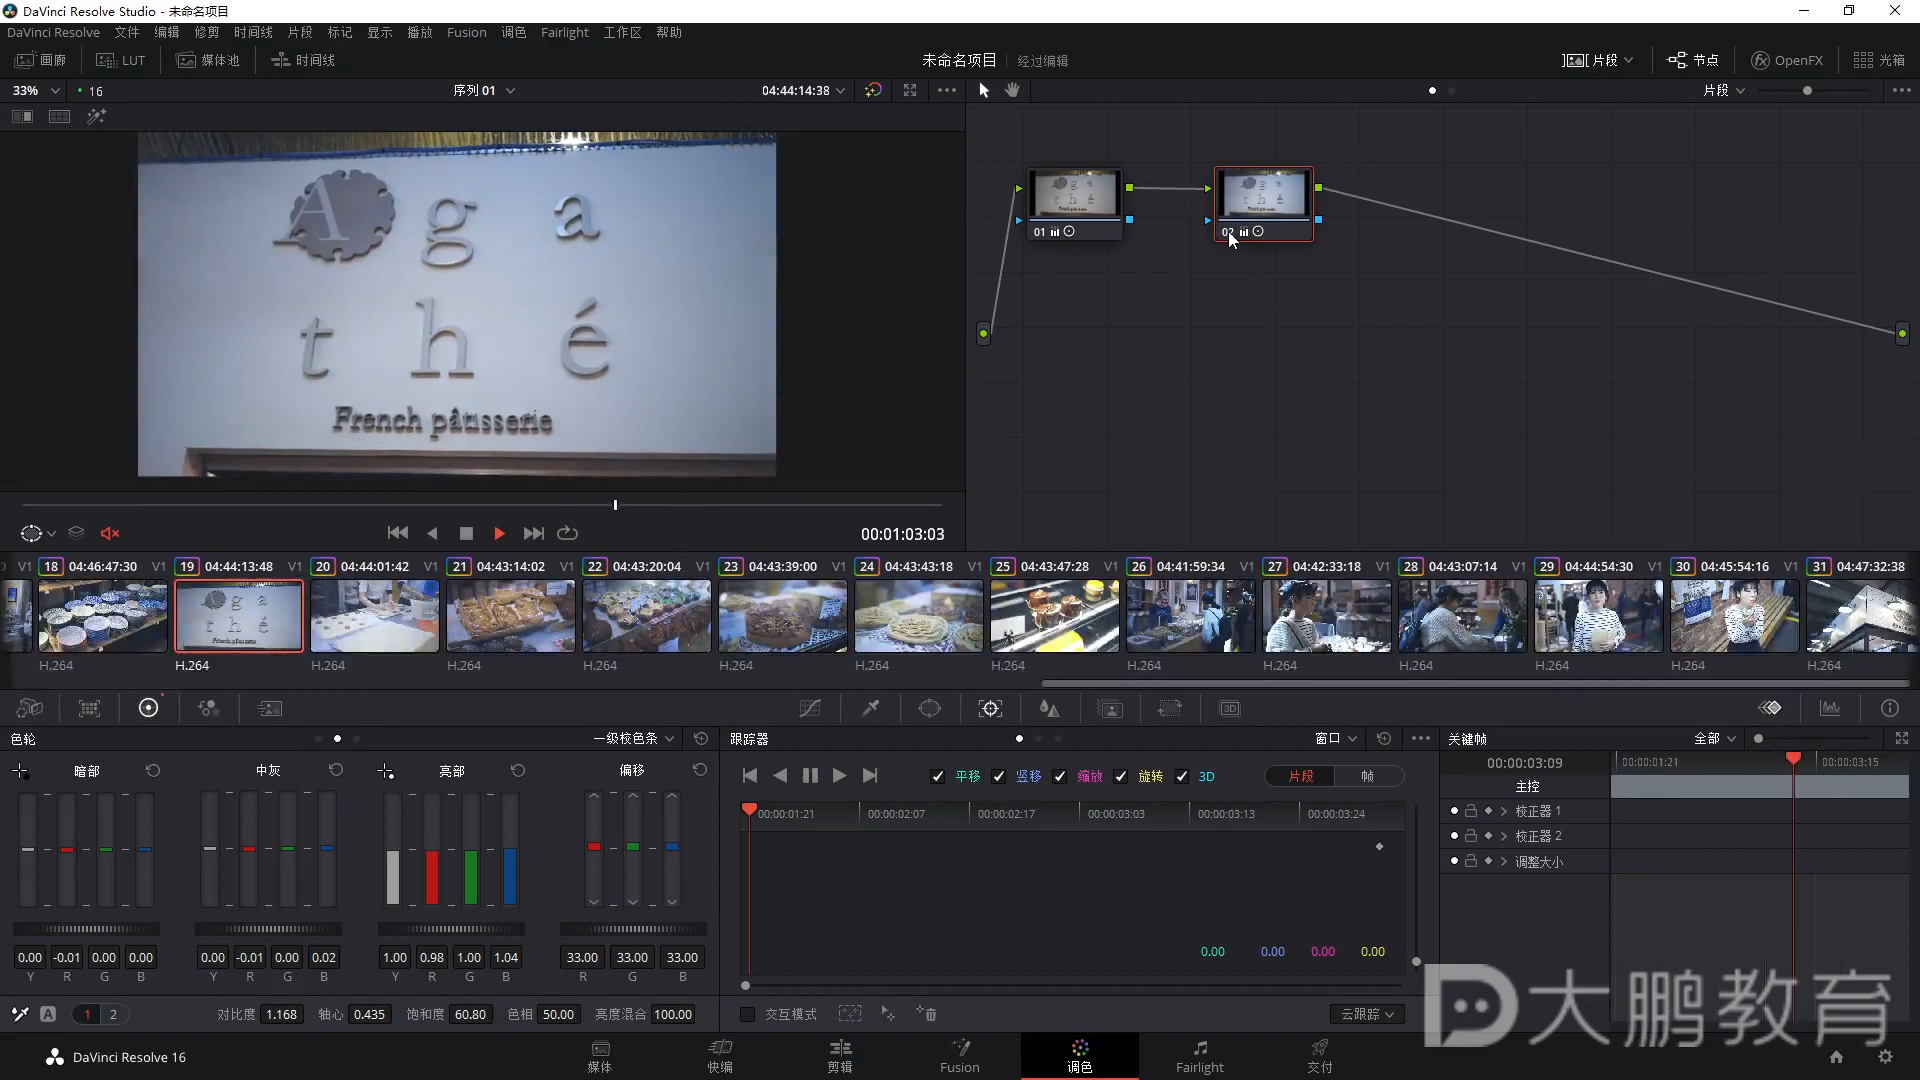 DaVinci Resolve Studio - 未命名项目
DaVinci Resolve 文件 编辑 修剪 时间线 片段 标记 显示 播放 Fusion 调色 Fairlight 工作区 帮助
画廊 LUT 媒体池 时间线 未命名项目 经过编辑 片段 节点 OpenFX 光箱
33% 16 序列 01 04:44:14:38 片段
A g a
t h é
French pâtisserie
01 02
00:01:03:03
V1 18 04:46:47:30 V1 19 04:44:13:48 V1 20 04:44:01:42 V1 21 04:43:14:02 V1 22 04:43:20:04 V1 23 04:43:39:00 V1 24 04:43:43:18 V1 25 04:43:47:28 V1 26 04:41:59:34 V1 27 04:42:33:18 V1 28 04:43:07:14 V1 29 04:44:54:30 V1 30 04:45:54:16 V1 31 04:47:32:38
H.264 H.264 H.264 H.264 H.264 H.264 H.264 H.264 H.264 H.264 H.264 H.264 H.264 H.264
色轮 一级校色条 跟踪器 窗口 关键帧 全部
暗部 中灰 亮部 偏移 平移 竖移 缩放 旋转 3D 片段 帧
00:00:03:09 00:00:01:21 00:00:03:15
主控
00:00:01:21 00:00:02:07 00:00:02:17 00:00:03:03 00:00:03:13 00:00:03:24
校正器 1
校正器 2
调整大小
0.00 0.00 0.00 0.00
0.00 -0.01 0.00 0.00 0.00 -0.01 0.00 0.02 1.00 0.98 1.00 1.04 33.00 33.00 33.00
Y R G B Y R G B Y R G B R G B
A 1 2 对比度 1.168 轴心 0.435 饱和度 60.80 色相 50.00 亮度混合 100.00 交互模式 云跟踪
大鹏教育
DaVinci Resolve 16 媒体 快编 剪辑 Fusion 调色 Fairlight 交付